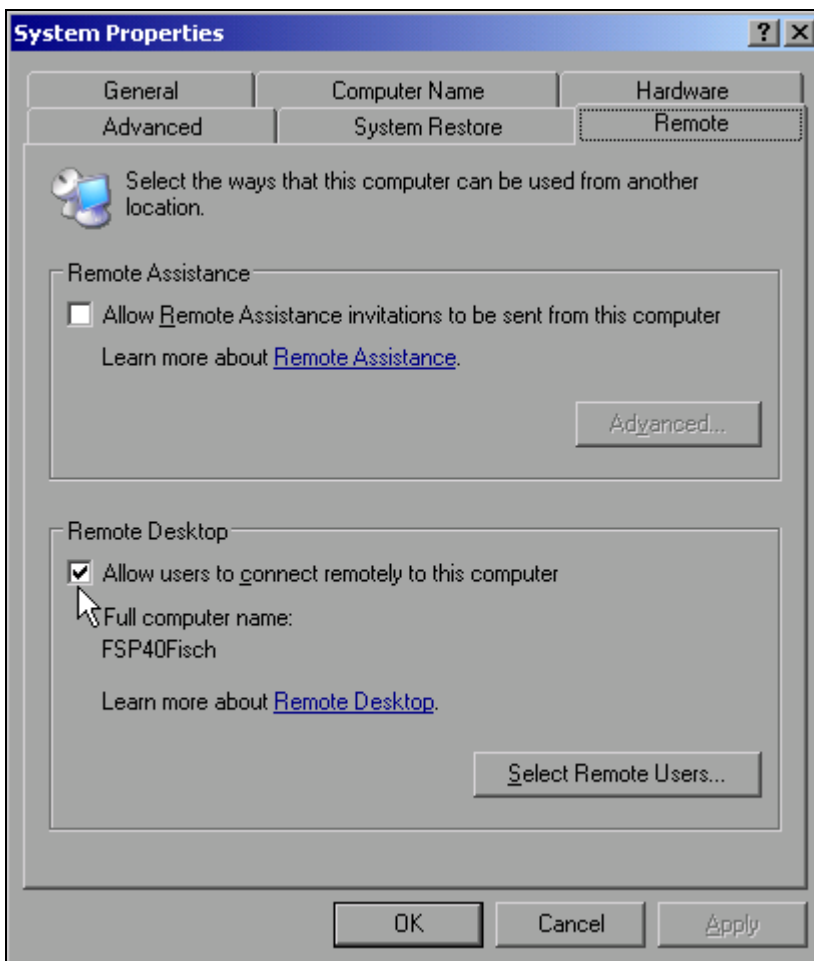 System Properties
General
Computer Name
Hardware
Advanced
System Restore
Remote
Select the ways that this computer can be used from another
location.
Remote Assistance
Allow Remote Assistance invitations to be sent from this computer
Learn more about Remote Assistance.
Advanced...
Remote Desktop
Allow users to connect remotely to this computer
Full computer name:
FSP40Fisch
Learn more about Remote Desktop.
Select Remote Users...
OK
Cancel
Apply